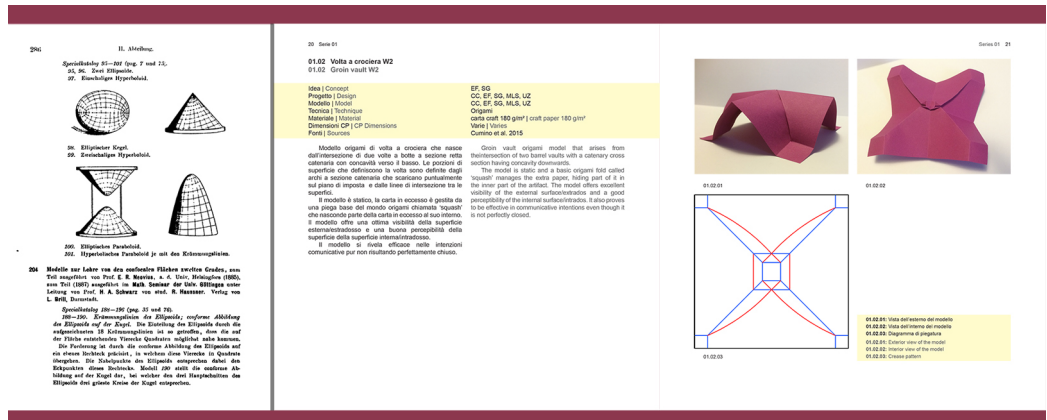 286
II. Abteilung.
Specialkatalog 95—101 (pag. 7 und 75).
95, 96. Zwei Ellipsoide.
97. Einschaliges Hyperboloid.
98. Elliptischer Kegel.
99. Zweischaliges Hyperboloid.
100. Elliptisches Paraboloid.
101. Hyperbolisches Paraboloid je mit den Krümmungslinien.
204 Modelle zur Lehre von den confocalen Flächen zweiten Grades, zum
Teil ausgeführt von Prof. E. R. Neovius, a. d. Univ. Helsingfors (1885),
zum Teil (1887) ausgeführt im Math. Seminar der Univ. Göttingen unter
Leitung von Prof. H. A. Schwarz von stud. R. Haussner. Verlag von
L. Brill, Darmstadt.
Specialkatalog 188—190 (pag. 35 und 76).
188—190. Krümmungslinien des Ellipsoids; conforme Abbildung
des Ellipsoids auf der Kugel. Die Einteilung des Ellipsoids durch die
aufgezeichneten 18 Krümmungslinien ist so getroffen, dass die auf
der Fläche entstehenden Vierecke Quadraten möglichst nahe kommen.
Die Forderung ist durch die conforme Abbildung des Ellipsoids auf
ein ebenes Rechteck präcisirt, in welchem diese Vierecke in Quadrate
übergehen. Die Nabelpunkte des Ellipsoids entsprechen dabei den
Eckpunkten dieses Rechtecks. Modell 190 stellt die conforme Ab-
bildung auf der Kugel dar, bei welcher den drei Hauptschnitten des
Ellipsoids drei grösste Kreise der Kugel entsprechen.
20 Serie 01
01.02 Volta a crociera W2
01.02 Groin vault W2
Idea | Concept EF, SG
Progetto | Design CC, EF, SG, MLS, UZ
Modello | Model CC, EF, SG, MLS, UZ
Tecnica | Technique Origami
Materiale | Material carta craft 180 g/m² | craft paper 180 g/m²
Dimensioni CP | CP Dimensions Varie | Varies
Fonti | Sources Cumino et al. 2015
Modello origami di volta a crociera che nasce
dall'intersezione di due volte a botte a sezione retta
catenaria con concavità verso il basso. Le porzioni di
superficie che definiscono la volta sono definite dagli
archi a sezione catenaria che scaricano puntualmente
sul piano di imposta e dalle linee di intersezione tra le
superfici.
Il modello è statico, la carta in eccesso è gestita da
una piega base del mondo origami chiamata 'squash'
che nasconde parte della carta in eccesso al suo interno.
Il modello offre una ottima visibilità della superficie
esterna/estradosso e una buona percepibilità della
superficie della superficie interna/intradosso.
Il modello si rivela efficace nelle intenzioni
comunicative pur non risultando perfettamente chiuso.
Groin vault origami model that arises from
theintersection of two barrel vaults with a catenary cross
section having concavity downwards.
The model is static and a basic origami fold called
'squash' manages the extra paper, hiding part of it in
the inner part of the artifact. The model offers excellent
visibility of the external surface/extrados and a good
perceptibility of the internal surface/intrados. It also proves
to be effective in communicative intentions even though it
is not perfectly closed.
Series 01 21
01.02.01
01.02.02
01.02.03
01.02.01: Vista dell'esterno del modello
01.02.02: Vista dell'interno del modello
01.02.03: Diagramma di piegatura
01.02.01: Exterior view of the model
01.02.02: Interior view of the model
01.02.03: Crease pattern